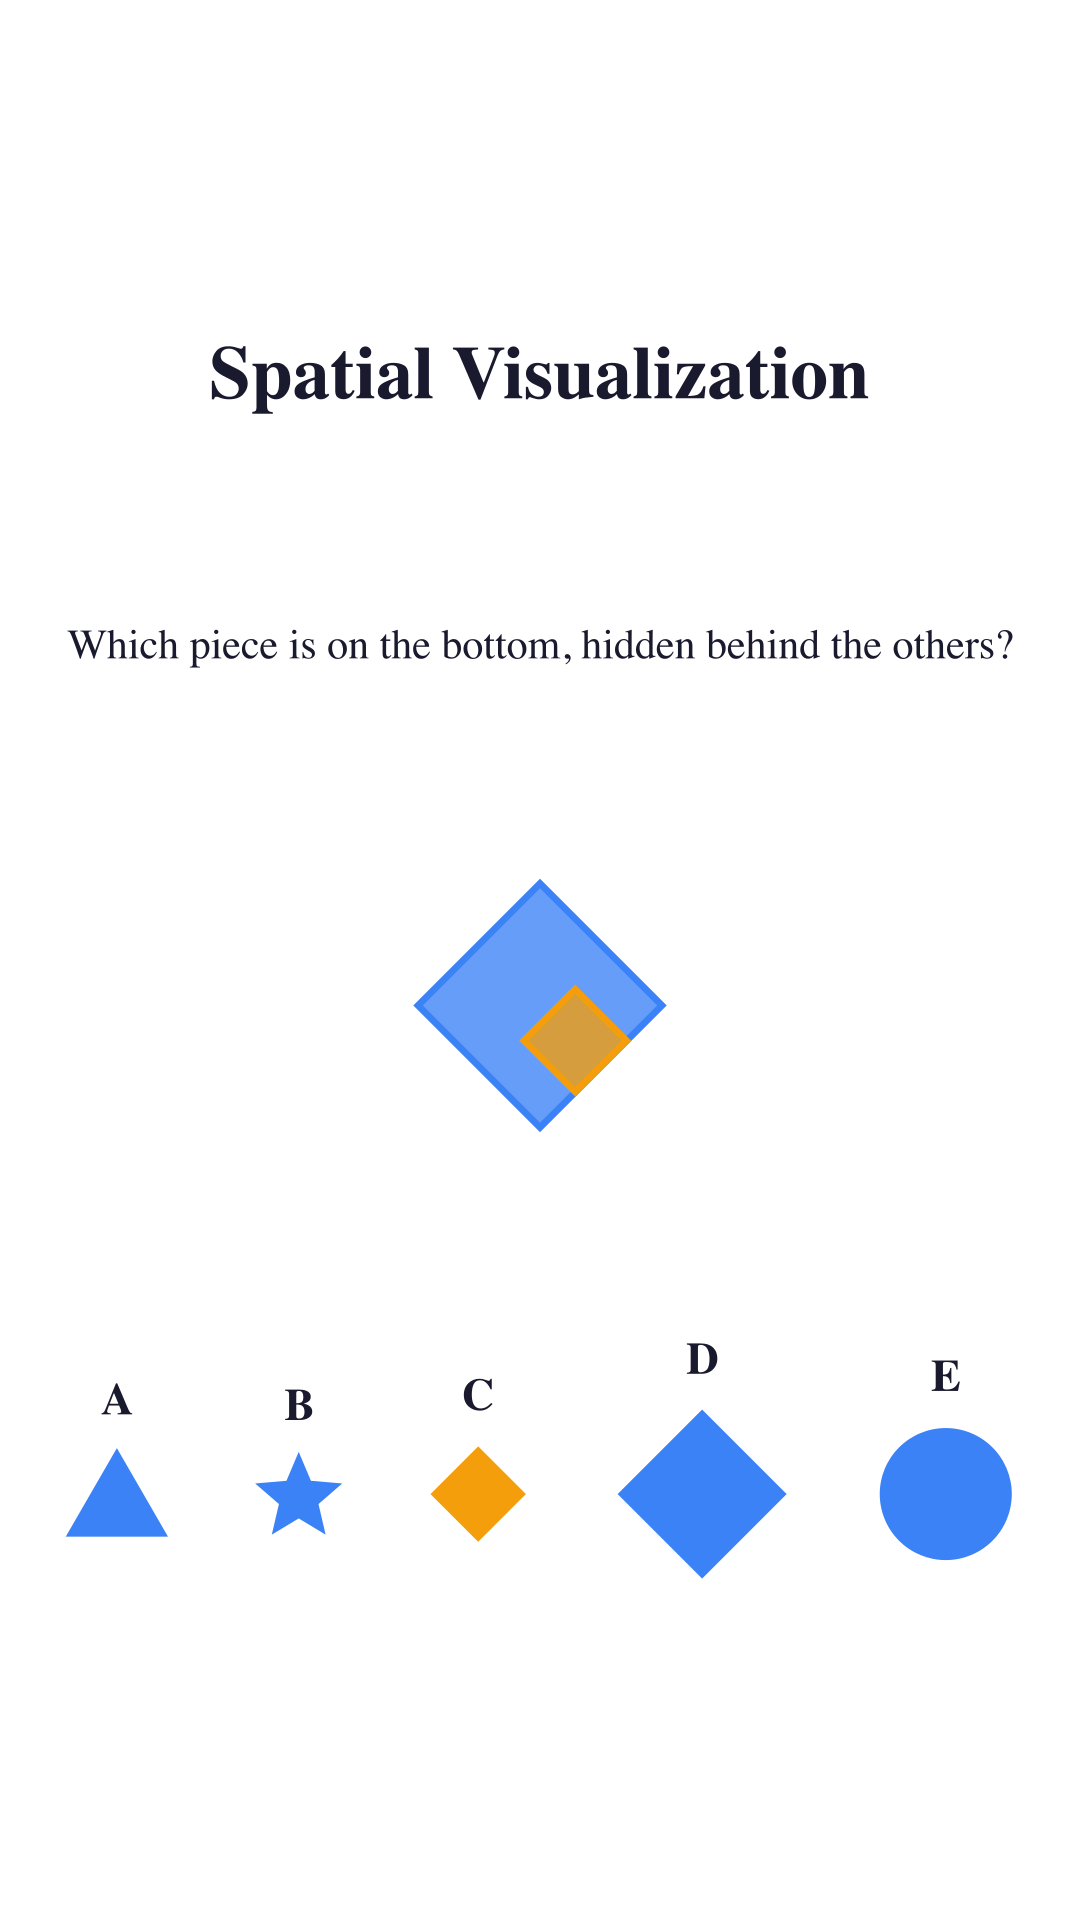 Spatial Visualization
Which piece is on the bottom, hidden behind the others?
A B C D E